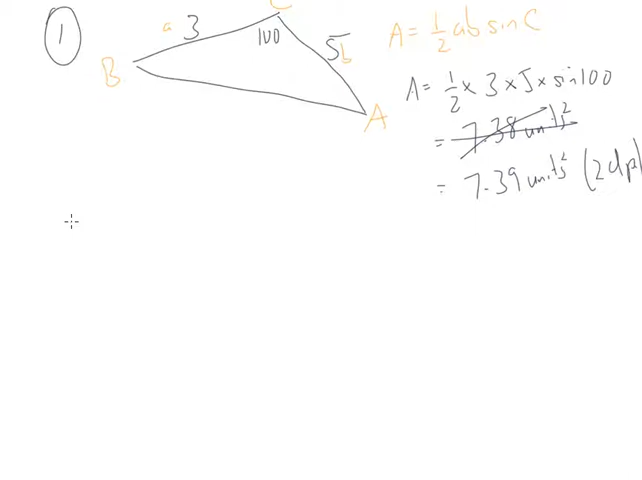 1
C
a 3
100
5 b
B
A
A = 1/2 ab sin C
A = 1/2 × 3 × 5 × sin 100
= 7.38 units²
= 7.39 units² (2dp)